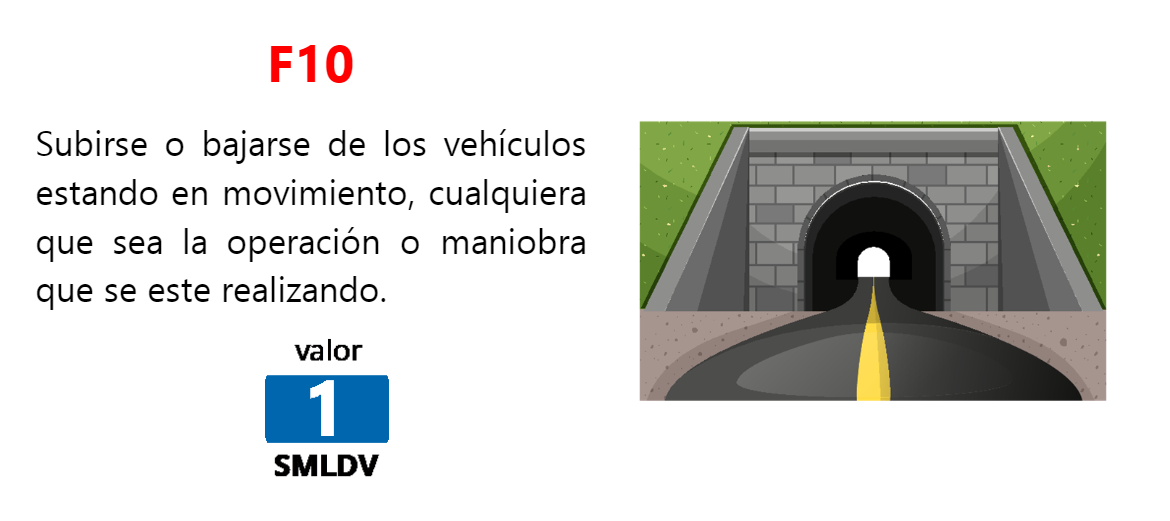 F10
Subirse o bajarse de los vehículos
estando en movimiento, cualquiera
que sea la operación o maniobra
que se este realizando.
valor
1
SMLDV